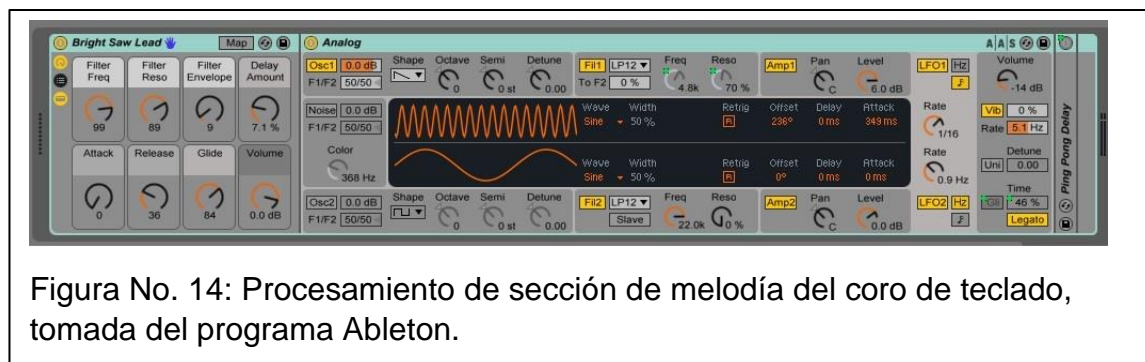 Bright Saw Lead Map
Analog
A|A|S
Filter Freq Filter Reso Filter Envelope Delay Amount
99 89 9 7.1 %
Attack Release Glide Volume
0 36 84 0.0 dB
Osc1 0.0 dB Shape Octave Semi Detune Fil1 LP12 Freq Reso Amp1 Pan Level LFO1 Hz Volume
F1/F2 50/50 0 0 st 0.00 To F2 0 % 4.8k 70 % C 6.0 dB -14 dB
Noise 0.0 dB Wave Width Retrig Offset Delay Attack Rate Vib 0 %
F1/F2 50/50 Sine 50 % R 236° 0 ms 349 ms 1/16 Rate 5.1 Hz
Color Wave Width Retrig Offset Delay Attack Rate Detune
368 Hz Sine 50 % R 0° 0 ms 0 ms 0.9 Hz Uni 0.00
Osc2 0.0 dB Shape Octave Semi Detune Fil2 LP12 Freq Reso Amp2 Pan Level LFO2 Hz Time
F1/F2 50/50 0 0 st 0.00 Slave 22.0k 0 % C 0.0 dB Gli 46 %
Legato
Ping Pong Delay
Figura No. 14: Procesamiento de sección de melodía del coro de teclado,
tomada del programa Ableton.